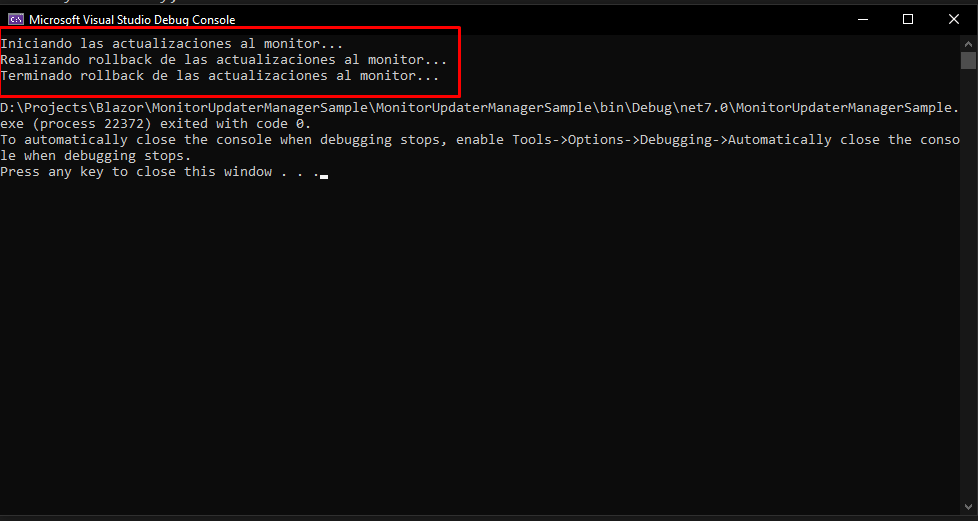 Microsoft Visual Studio Debug Console
Iniciando las actualizaciones al monitor...
Realizando rollback de las actualizaciones al monitor...
Terminado rollback de las actualizaciones al monitor...
D:\Projects\Blazor\MonitorUpdaterManagerSample\MonitorUpdaterManagerSample\bin\Debug\net7.0\MonitorUpdaterManagerSample.
exe (process 22372) exited with code 0.
To automatically close the console when debugging stops, enable Tools->Options->Debugging->Automatically close the conso
le when debugging stops.
Press any key to close this window . . .